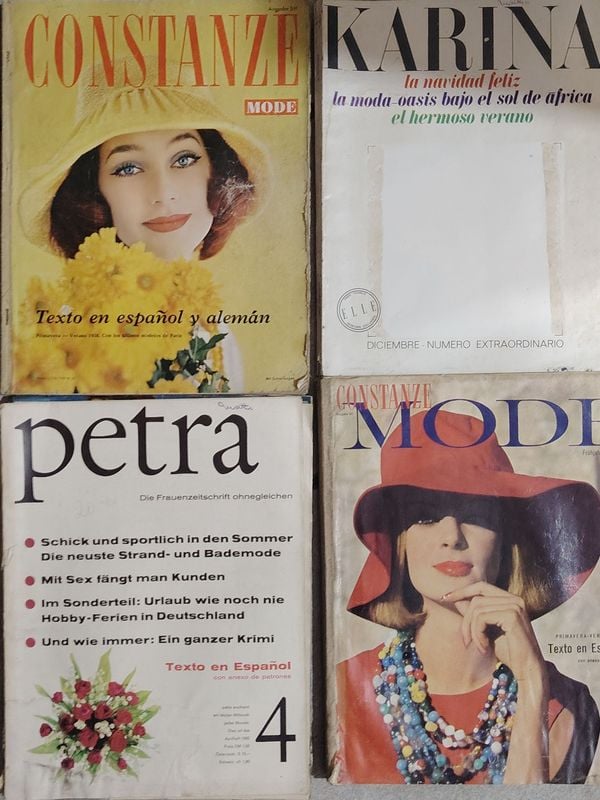 CONSTANZE
MODE
Texto en español y alemán
KARINA
la navidad feliz
la moda-oasis bajo el sol de áfrica
el hermoso verano
ELLE
DICIEMBRE - NUMERO EXTRAORDINARIO
petra
Die Frauenzeitschrift ohnegleichen
Schick und sportlich in den Sommer
Die neuste Strand- und Bademode
Mit Sex fängt man Kunden
Im Sonderteil: Urlaub wie noch nie
Hobby-Ferien in Deutschland
Und wie immer: Ein ganzer Krimi
Texto en Español
con anexo de patrones
4
CONSTANZE
MODE
PRIMAVERA-VER
Texto en Es